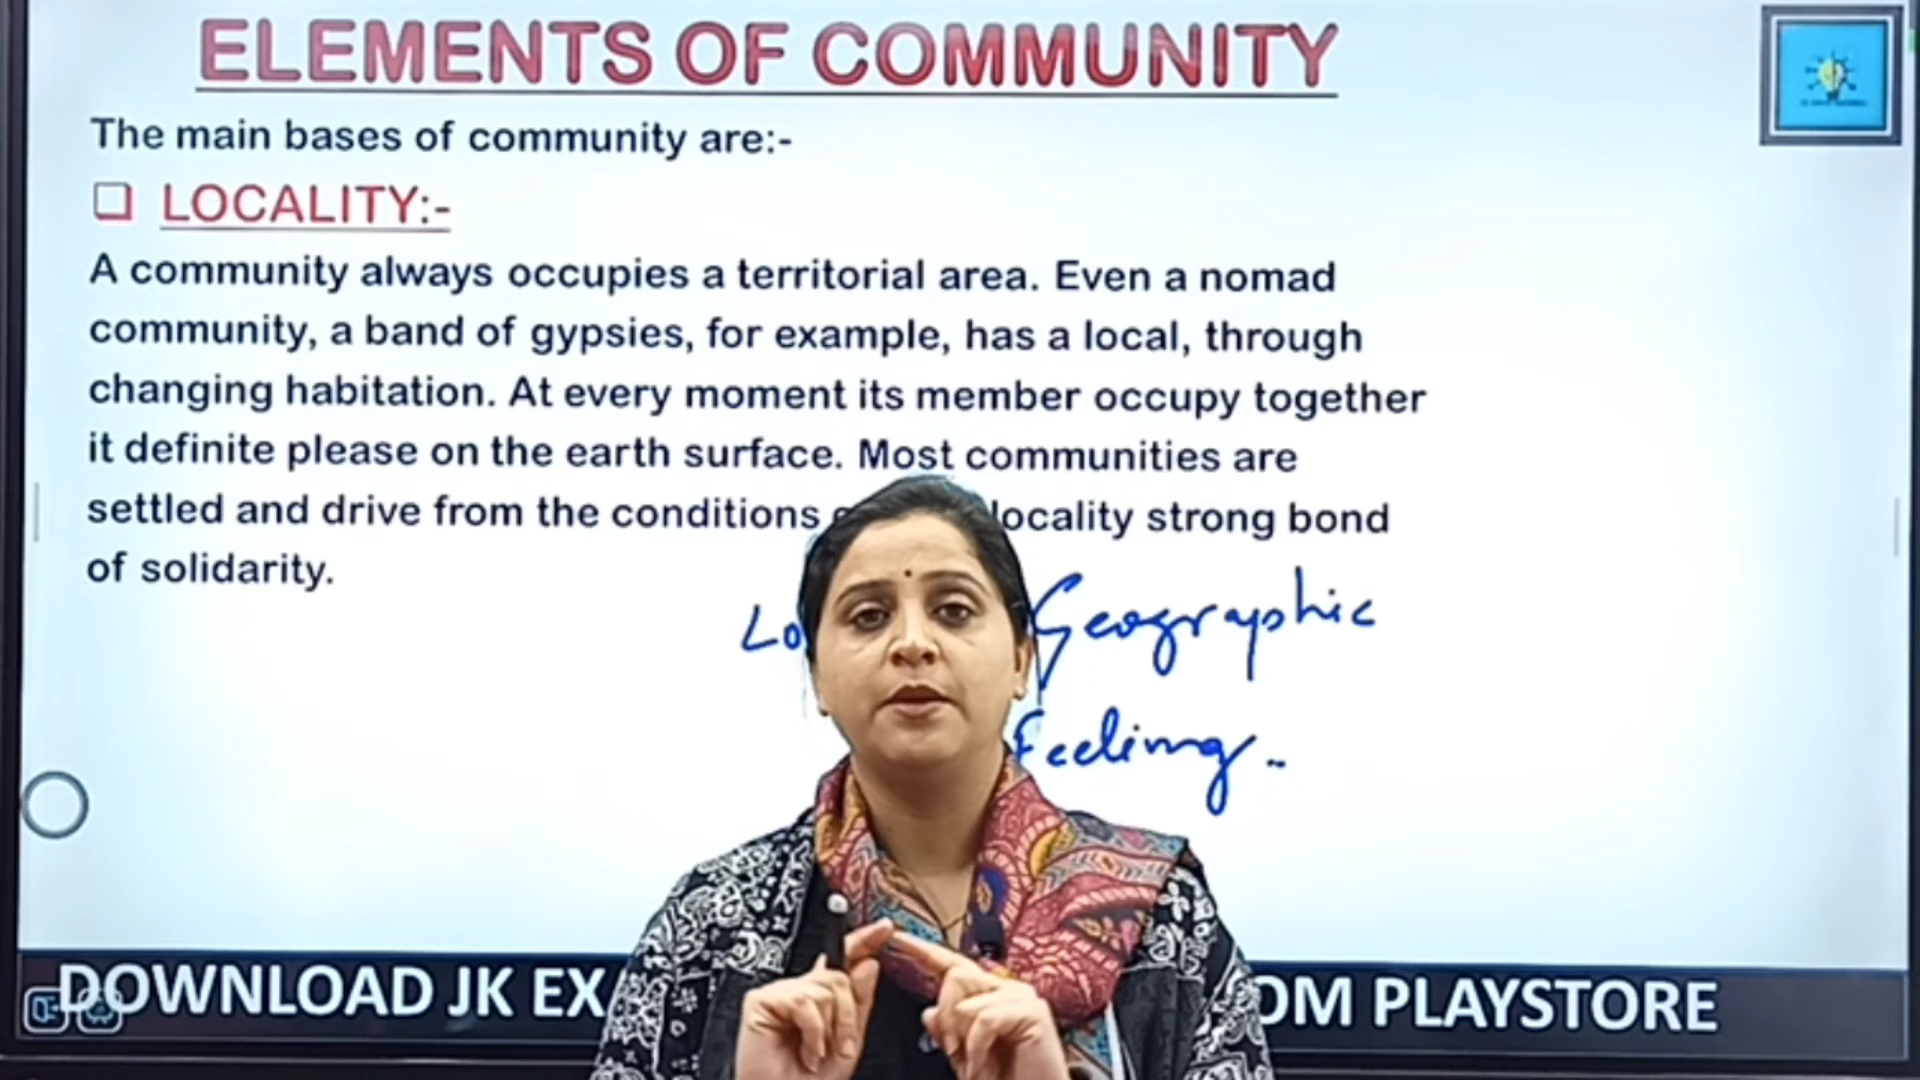 ELEMENTS OF COMMUNITY
The main bases of community are:-
LOCALITY:-
A community always occupies a territorial area. Even a nomad
community, a band of gypsies, for example, has a local, through
changing habitation. At every moment its member occupy together
it definite please on the earth surface. Most communities are
settled and drive from the conditions locality strong bond
of solidarity.
Lo Geographic
Feeling..
DOWNLOAD JK EX OM PLAYSTORE